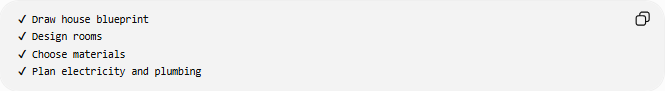 ✓ Draw house blueprint
✓ Design rooms
✓ Choose materials
✓ Plan electricity and plumbing